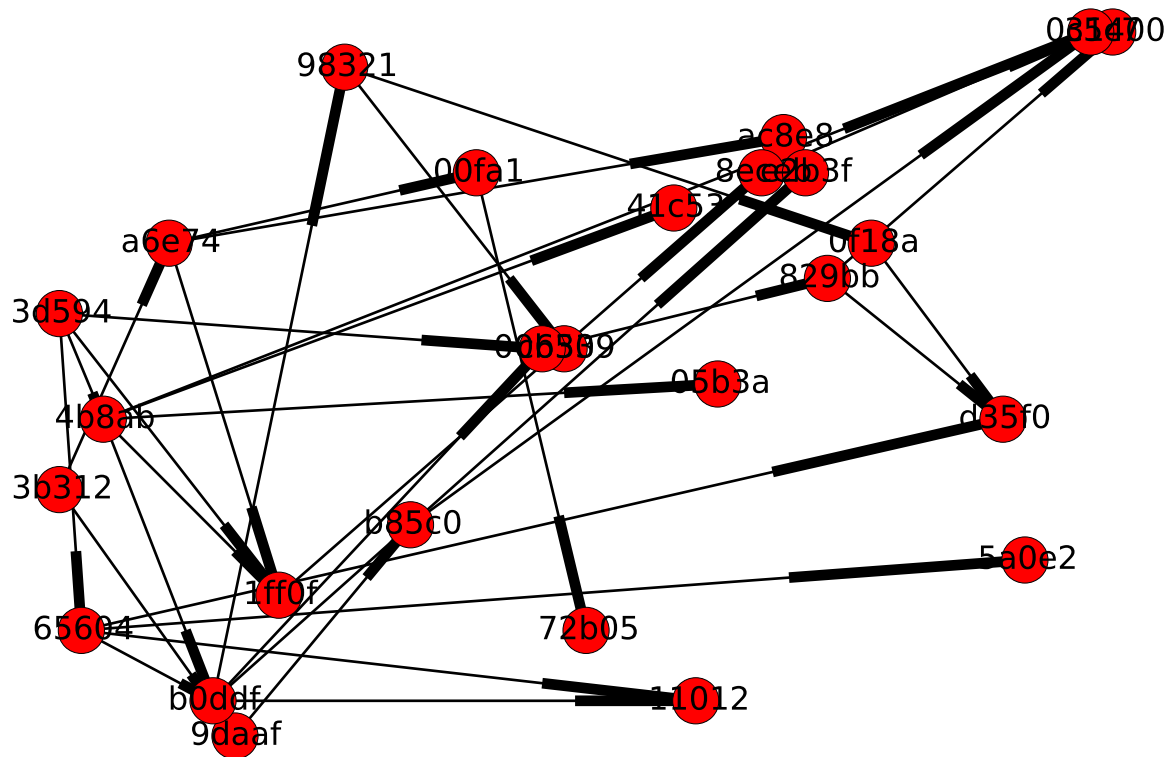 98321
ac8e8
00fa1
41c53
a6e74
0f18a
829bb
3d594
05b3a
4b8ab
d35f0
3b312
b85c0
5a0e2
1ff0f
65604
72b05
b0ddf
11012
9daaf